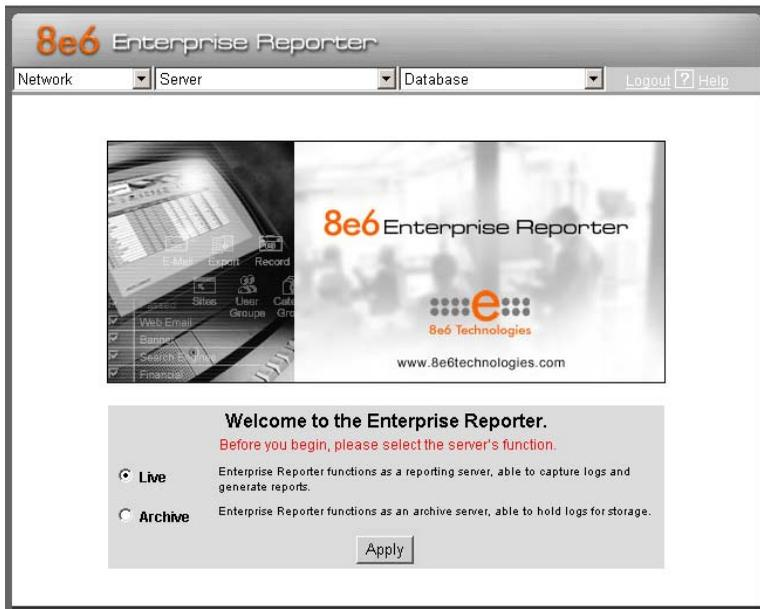 8e6 Enterprise Reporter
Network Server Database Logout ? Help
E-Mail Export Record
Sites User Groups
Web Email
Banner
Search Engines
Financial
8e6 Enterprise Reporter
e
8e6 Technologies
www.8e6technologies.com
Welcome to the Enterprise Reporter.
Before you begin, please select the server's function.
Live Enterprise Reporter functions as a reporting server, able to capture logs and
generate reports.
Archive Enterprise Reporter functions as an archive server, able to hold logs for storage.
Apply